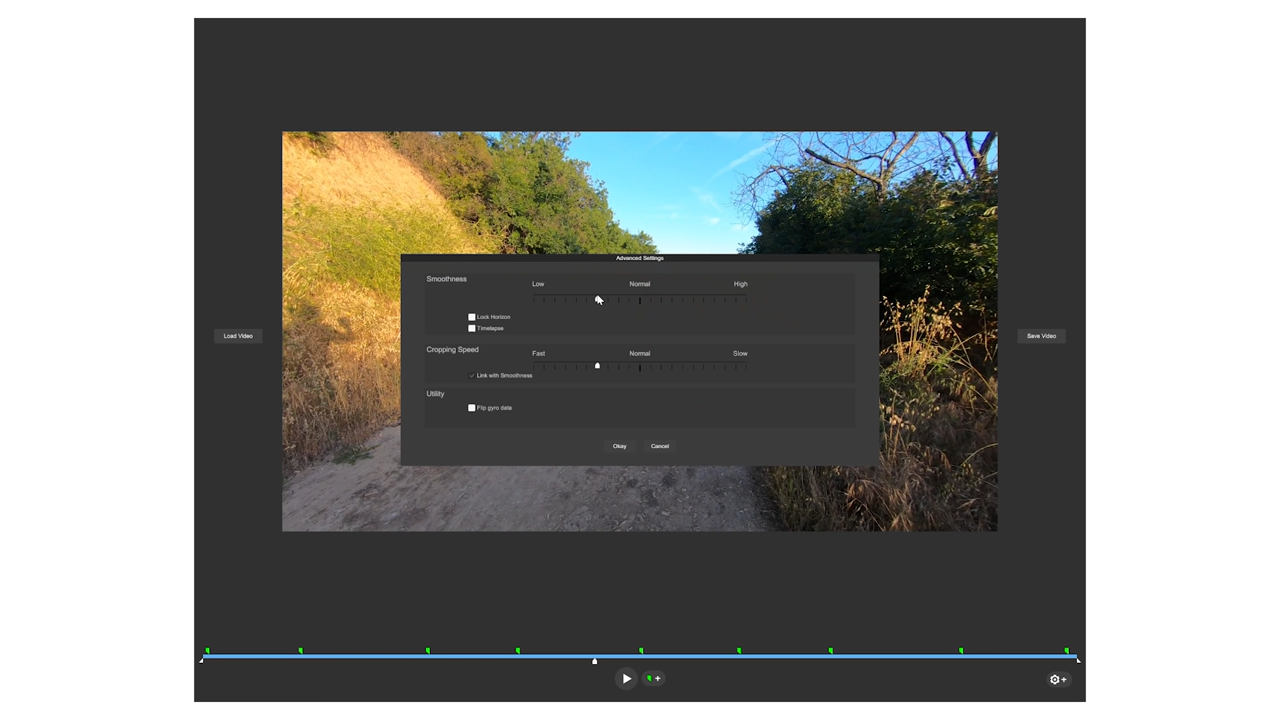 Advanced Settings
Smoothness
Low Normal High
Lock Horizon
Timelapse
Load Video
Save Video
Cropping Speed
Fast Normal Slow
Link with Smoothness
Utility
Flip gyro data
Okay Cancel